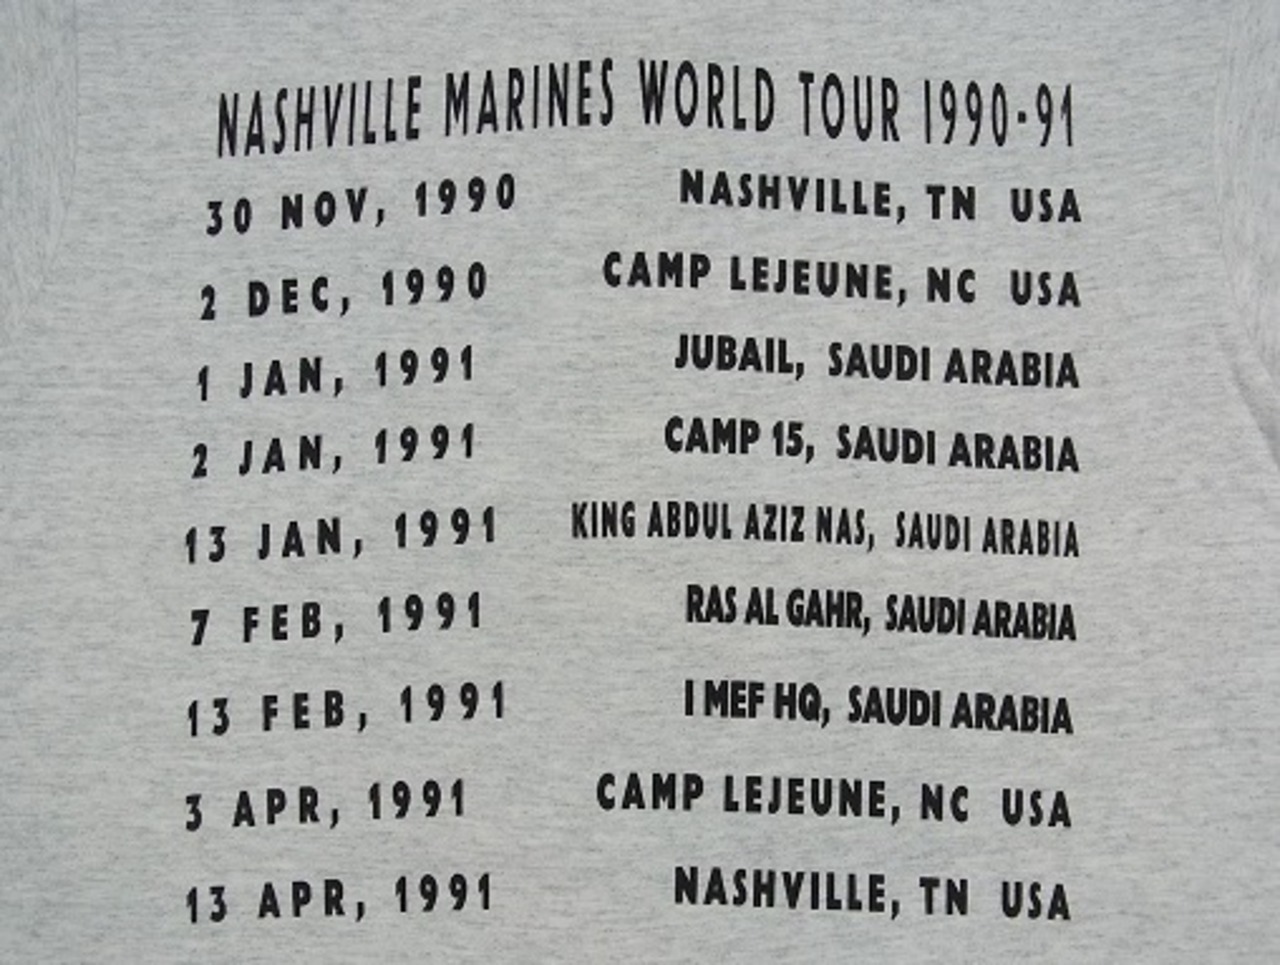 NASHVILLE MARINES WORLD TOUR 1990-91
30 NOV, 1990 NASHVILLE, TN USA
2 DEC, 1990 CAMP LEJEUNE, NC USA
1 JAN, 1991 JUBAIL, SAUDI ARABIA
2 JAN, 1991 CAMP 15, SAUDI ARABIA
13 JAN, 1991 KING ABDUL AZIZ NAS, SAUDI ARABIA
7 FEB, 1991 RAS AL GAHR, SAUDI ARABIA
13 FEB, 1991 I MEF HQ, SAUDI ARABIA
3 APR, 1991 CAMP LEJEUNE, NC USA
13 APR, 1991 NASHVILLE, TN USA